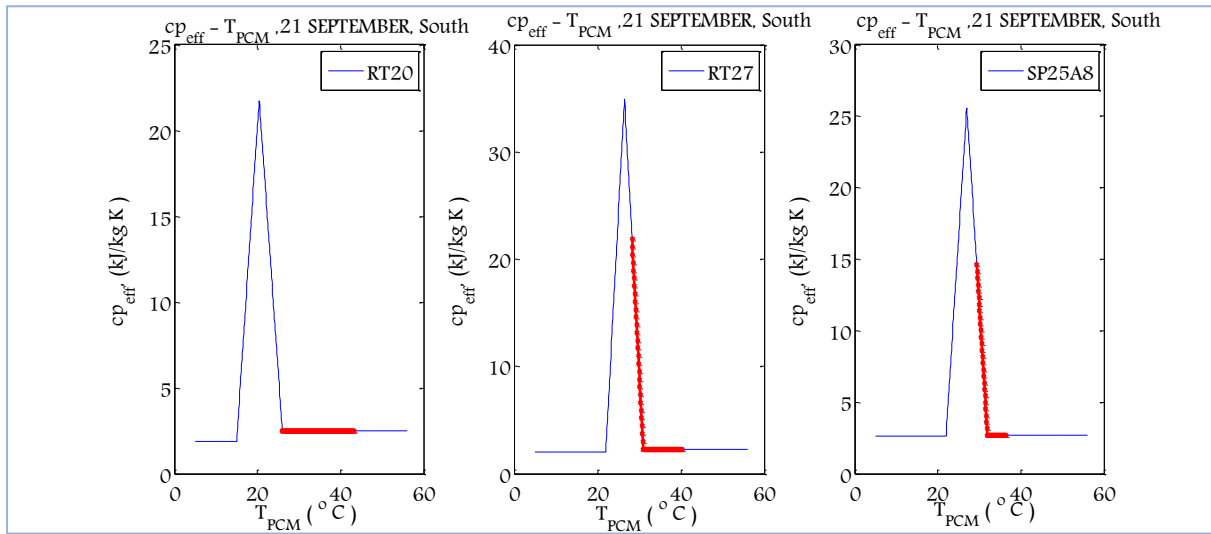 cp_eff – T_PCM ,21 SEPTEMBER, South
RT20
25
20
15
10
5
0
cp_eff, (kJ/kg K)
0 20 40 60
T_PCM ( °C)
cp_eff – T_PCM ,21 SEPTEMBER, South
RT27
40
30
20
10
0
cp_eff, (kJ/kg K)
0 20 40 60
T_PCM ( °C)
cp_eff – T_PCM ,21 SEPTEMBER, South
SP25A8
30
25
20
15
10
5
0
cp_eff, (kJ/kg K)
0 20 40 60
T_PCM ( °C)